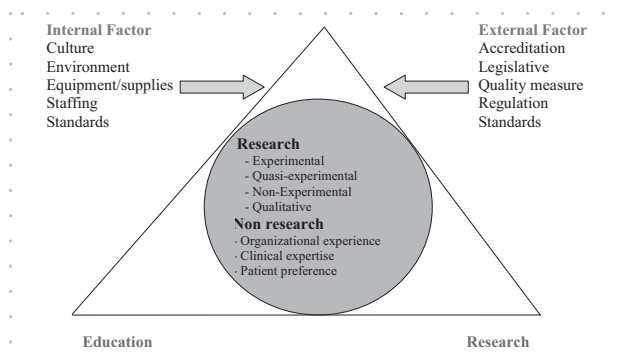 Internal Factor
Culture
Environment
Equipment/supplies
Staffing
Standards
External Factor
Accreditation
Legislative
Quality measure
Regulation
Standards
Research
- Experimental
- Quasi-experimental
- Non-Experimental
- Qualitative
Non research
· Organizational experience
· Clinical expertise
· Patient preference
Education
Research